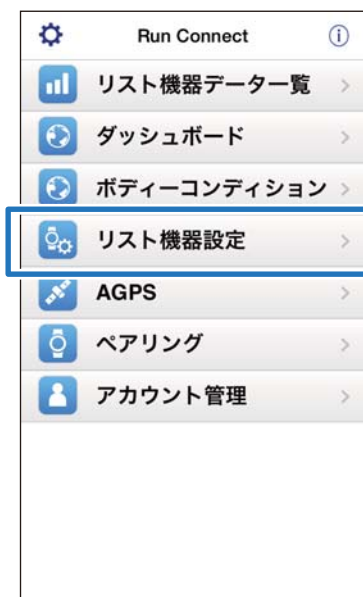 Run Connect
リスト機器データ一覧
ダッシュボード
ボディーコンディション
リスト機器設定
AGPS
ペアリング
アカウント管理